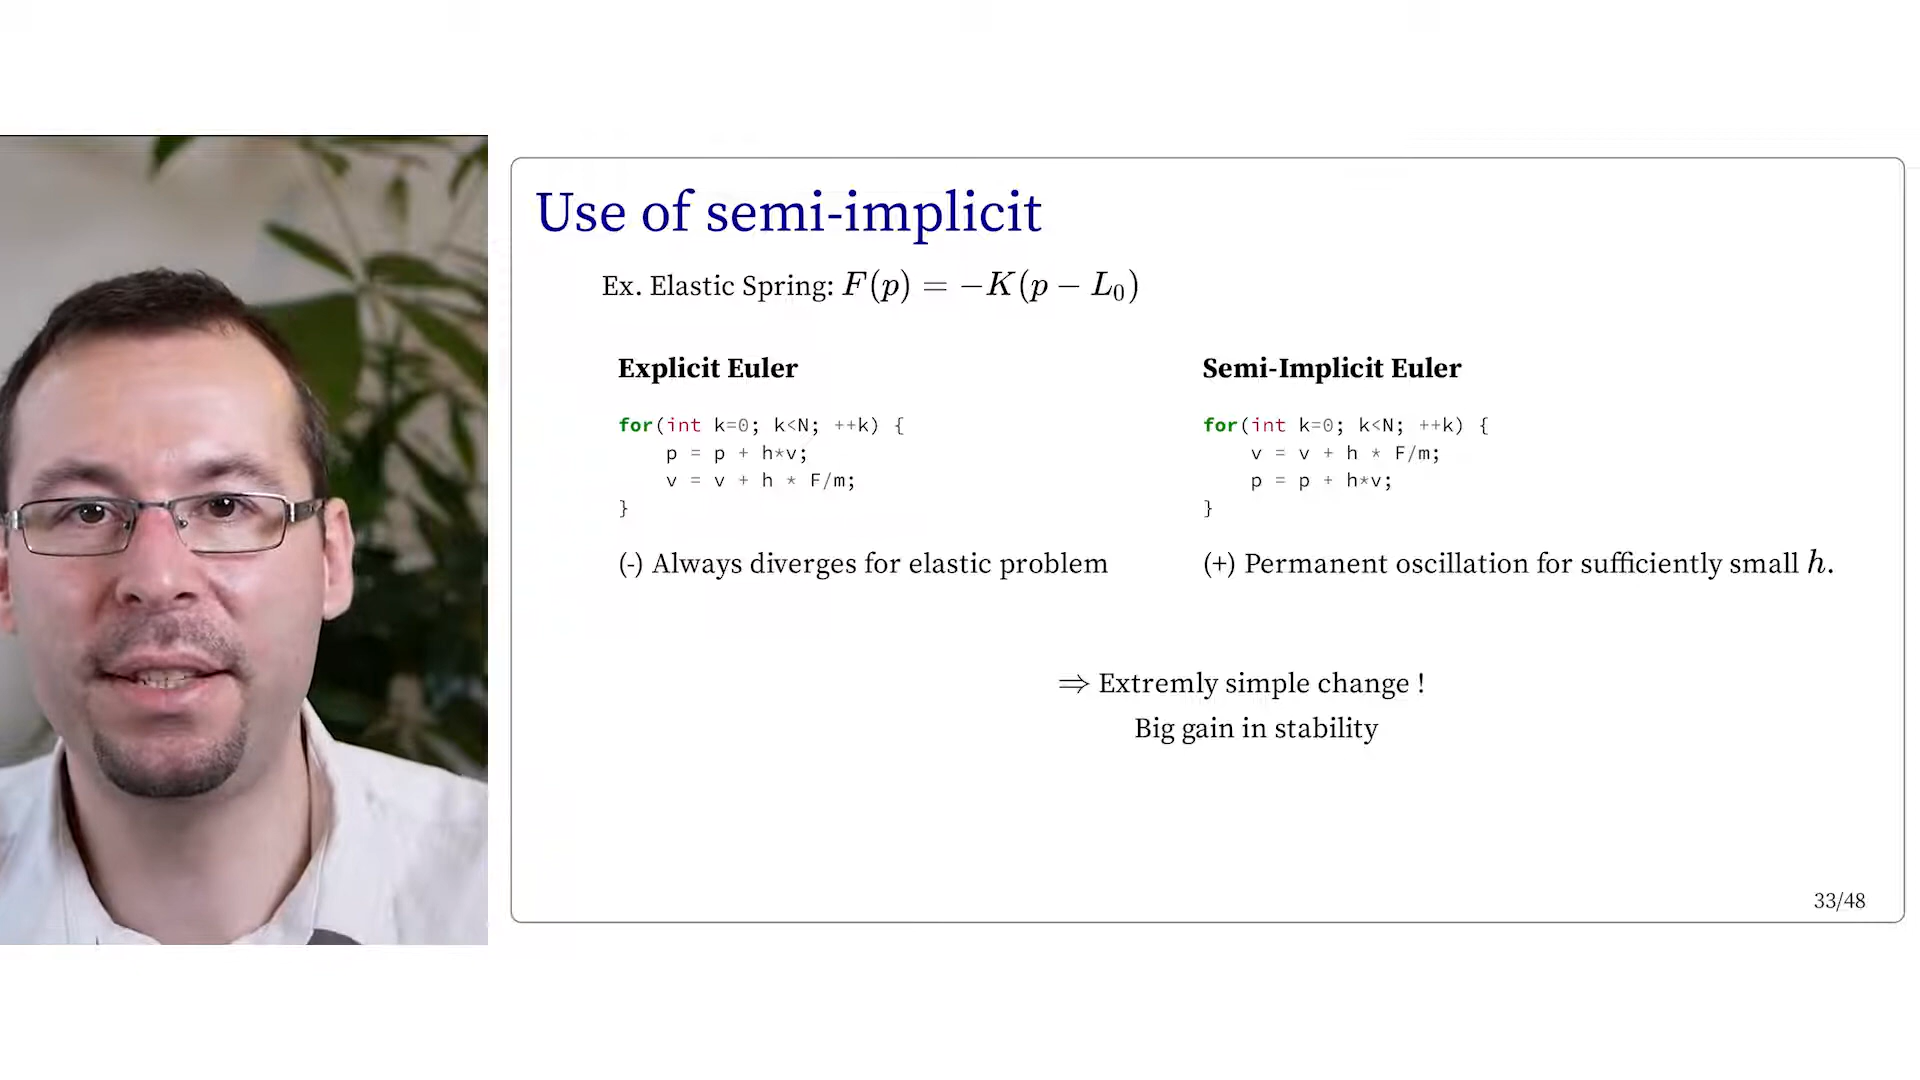 Use of semi-implicit
Ex. Elastic Spring: F(p) = −K(p − L₀)
Explicit Euler
for(int k=0; k<N; ++k) {
    p = p + h*v;
    v = v + h * F/m;
}
(-) Always diverges for elastic problem
Semi-Implicit Euler
for(int k=0; k<N; ++k) {
    v = v + h * F/m;
    p = p + h*v;
}
(+) Permanent oscillation for sufficiently small h.
⇒ Extremly simple change !
Big gain in stability
33/48